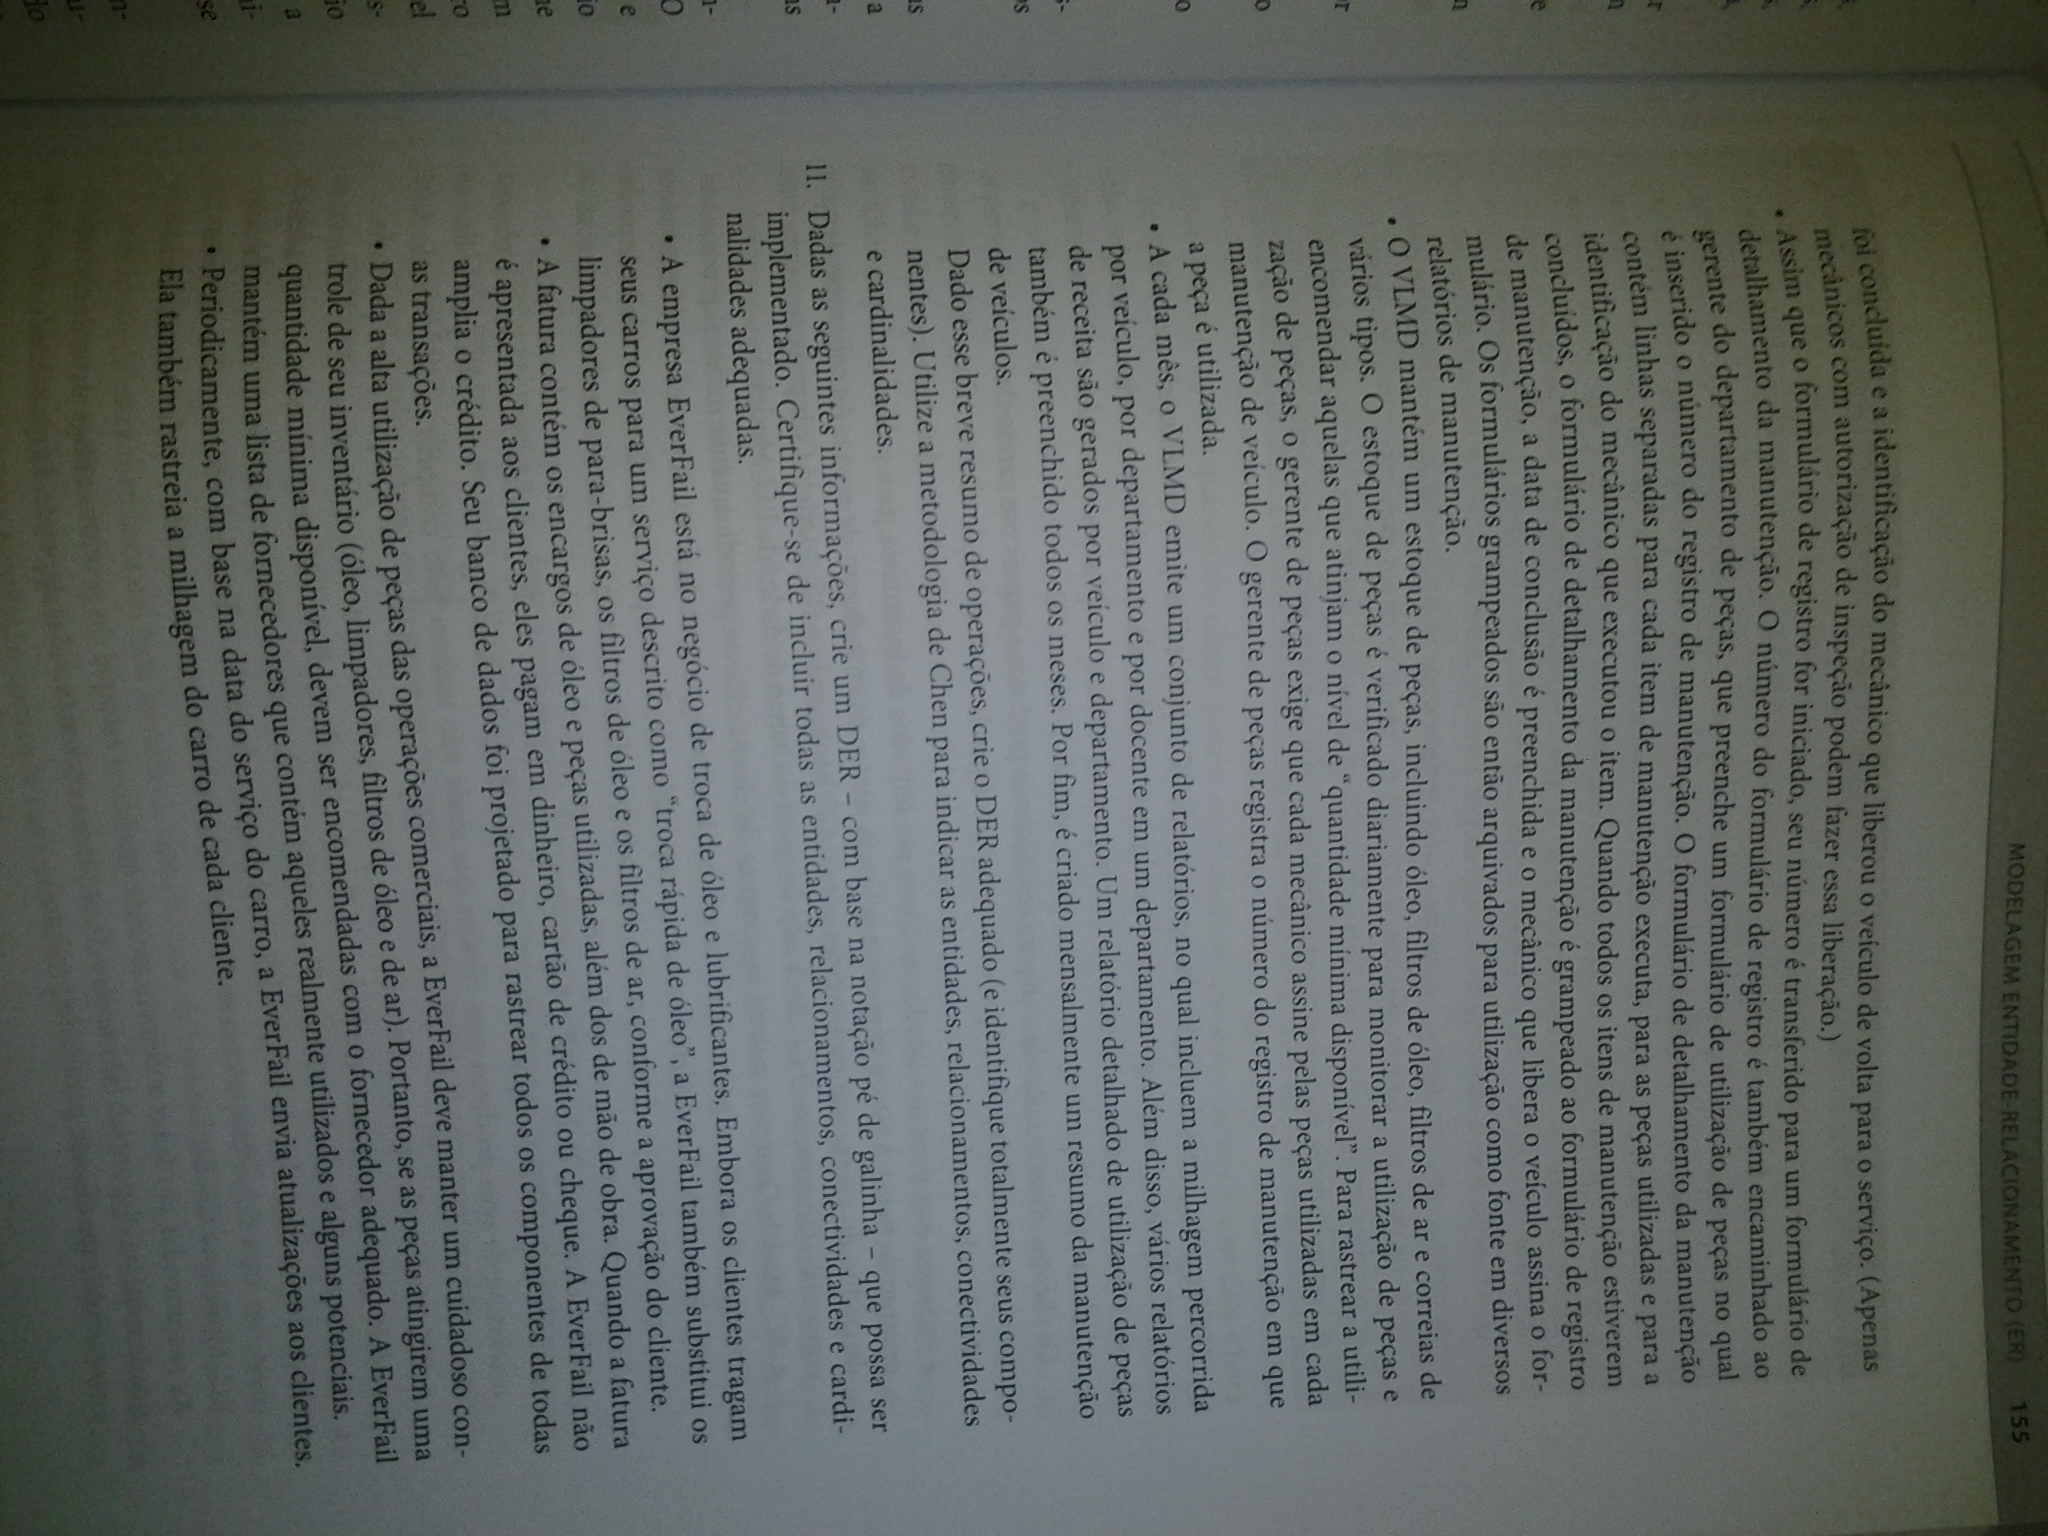 MODELAGEM ENTIDADE-RELACIONAMENTO (ER) 155
foi concluída e a identificação do mecânico que liberou o veículo de volta para o serviço. (Apenas
mecânicos com autorização de inspeção podem fazer essa liberação.)
• Assim que o formulário de registro for iniciado, seu número é transferido para um formulário de
detalhamento da manutenção. O número do formulário de registro é também encaminhado ao
gerente do departamento de peças, que preenche um formulário de utilização de peças no qual
é inserido o número do registro de manutenção. O formulário de detalhamento da manutenção
contém linhas separadas para cada item de manutenção executa, para as peças utilizadas e para a
identificação do mecânico que executou o item. Quando todos os itens de manutenção estiverem
concluídos, o formulário de detalhamento da manutenção é grampeado ao formulário de registro
de manutenção, a data de conclusão é preenchida e o mecânico que libera o veículo assina o for-
mulário. Os formulários grampeados são então arquivados para utilização como fonte em diversos
relatórios de manutenção.
• O VLMD mantém um estoque de peças, incluindo óleo, filtros de óleo, filtros de ar e correias de
vários tipos. O estoque de peças é verificado diariamente para monitorar a utilização de peças e
encomendar aquelas que atinjam o nível de “quantidade mínima disponível”. Para rastrear a utili-
zação de peças, o gerente de peças exige que cada mecânico assine pelas peças utilizadas em cada
manutenção de veículo. O gerente de peças registra o número do registro de manutenção em que
a peça é utilizada.
• A cada mês, o VLMD emite um conjunto de relatórios, no qual incluem a milhagem percorrida
por veículo, por departamento e por docente em um departamento. Além disso, vários relatórios
de receita são gerados por veículo e departamento. Um relatório detalhado de utilização de peças
também é preenchido todos os meses. Por fim, é criado mensalmente um resumo da manutenção
de veículos.
Dado esse breve resumo de operações, crie o DER adequado (e identifique totalmente seus compo-
nentes). Utilize a metodologia de Chen para indicar as entidades, relacionamentos, conectividades
e cardinalidades.
11. Dadas as seguintes informações, crie um DER – com base na notação pé de galinha – que possa ser
implementado. Certifique-se de incluir todas as entidades, relacionamentos, conectividades e cardi-
nalidades adequadas.
• A empresa EverFail está no negócio de troca de óleo e lubrificantes. Embora os clientes tragam
seus carros para um serviço descrito como “troca rápida de óleo”, a EverFail também substitui os
limpadores de para-brisas, os filtros de óleo e os filtros de ar, conforme a aprovação do cliente.
• A fatura contém os encargos de óleo e peças utilizadas, além dos de mão de obra. Quando a fatura
é apresentada aos clientes, eles pagam em dinheiro, cartão de crédito ou cheque. A EverFail não
amplia o crédito. Seu banco de dados foi projetado para rastrear todos os componentes de todas
as transações.
• Dada a alta utilização de peças das operações comerciais, a EverFail deve manter um cuidadoso con-
trole de seu inventário (óleo, limpadores, filtros de óleo e de ar). Portanto, se as peças atingirem uma
quantidade mínima disponível, devem ser encomendadas com o fornecedor adequado. A EverFail
mantém uma lista de fornecedores que contém aqueles realmente utilizados e alguns potenciais.
• Periodicamente, com base na data do serviço do carro, a EverFail envia atualizações aos clientes.
Ela também rastreia a milhagem do carro de cada cliente.